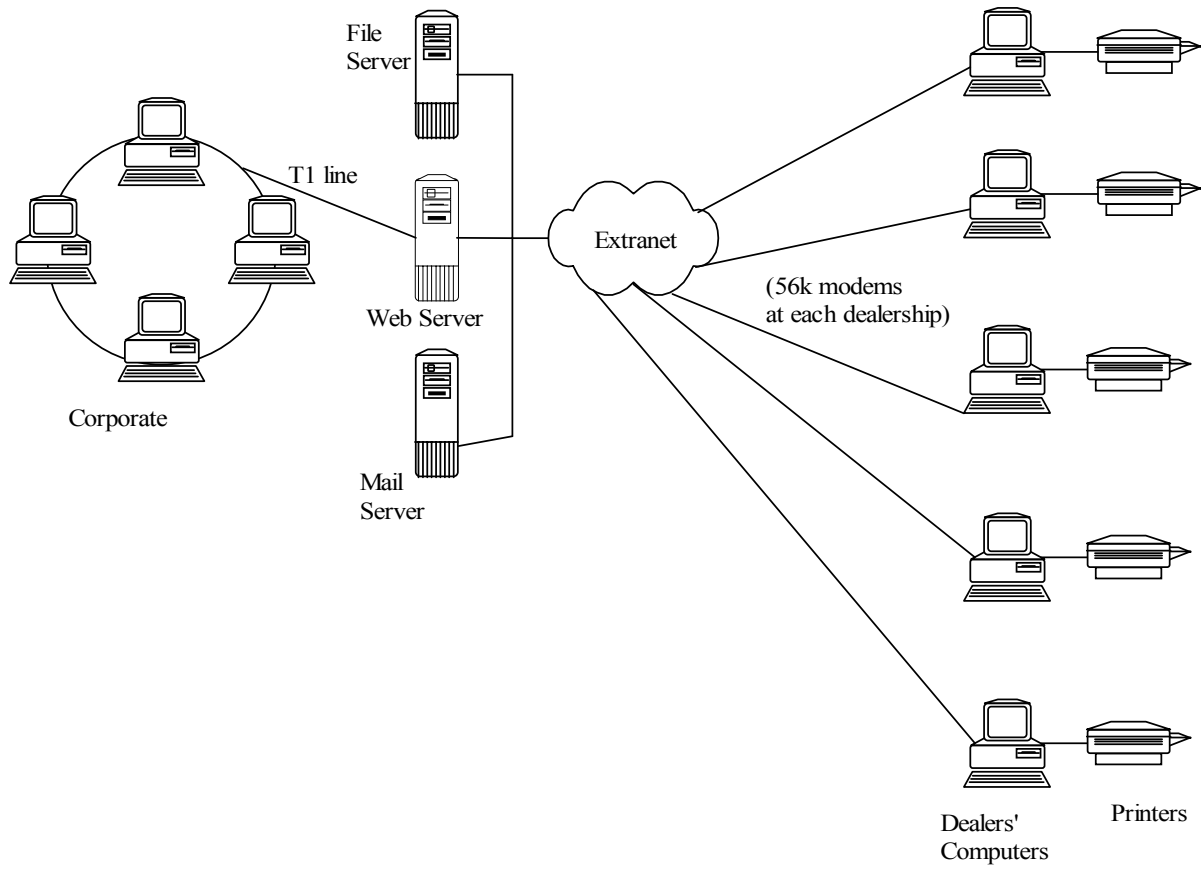 File
Server
T1 line
Web Server
Extranet
(56k modems
at each dealership)
Corporate
Mail
Server
Dealers'
Computers
Printers